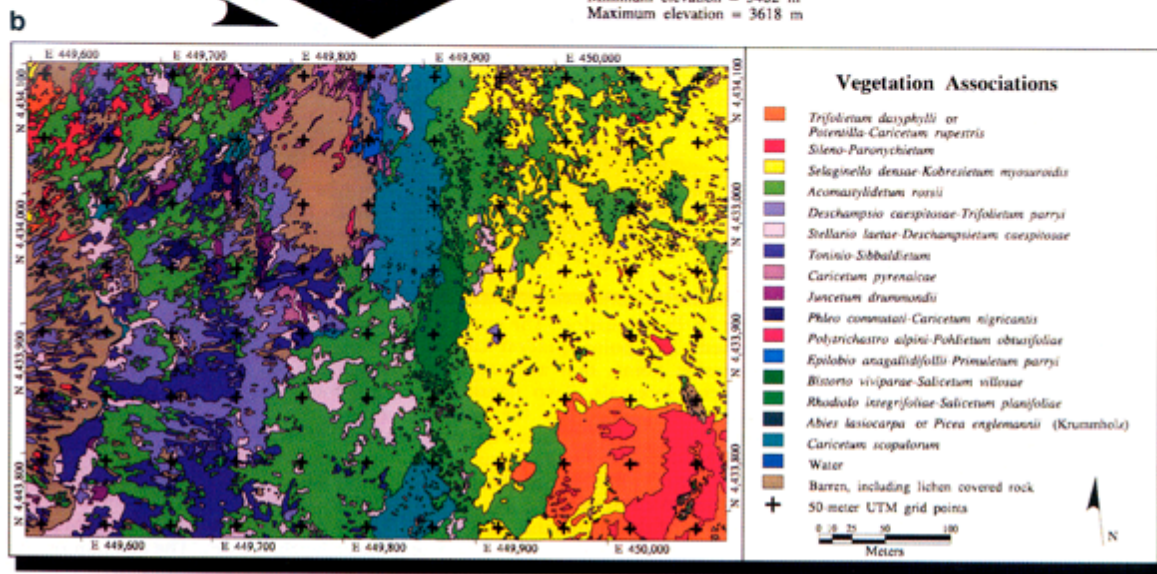 b
Maximum elevation = 3618 m
E 449,600
E 449,700
E 449,800
E 449,900
E 450,000
N 4,434,100
N 4,434,000
N 4,433,900
N 4,443,800
N 4,434,100
N 4,433,000
N 4,433,900
N 4,433,800
E 449,600
E 449,700
E 449,800
E 449,900
E 450,000
Vegetation Associations
Trifolietum dasyphylli or
Potentilla-Caricetum rupestris
Sileno-Paronychietum
Selaginello densae-Kobresietum myosuroidis
Acomastylidetum rossii
Deschampsio caespitosae-Trifolietum parryi
Stellario laetae-Deschampsietum caespitosae
Toninio-Sibbaldietum
Caricetum pyrenaicae
Juncetum drummondii
Phleo commutati-Caricetum nigricantis
Polytrichastro alpini-Pohlietum obtusifoliae
Epilobio anagallidifolii-Primuletum parryi
Bistorto viviparae-Salicetum villosae
Rhodiolo integrifoliae-Salicetum planifoliae
Abies lasiocarpa or Picea englemannii (Krummholz)
Caricetum scopulorum
Water
Barren, including lichen covered rock
50-meter UTM grid points
0 10 25 50 100
Meters
N